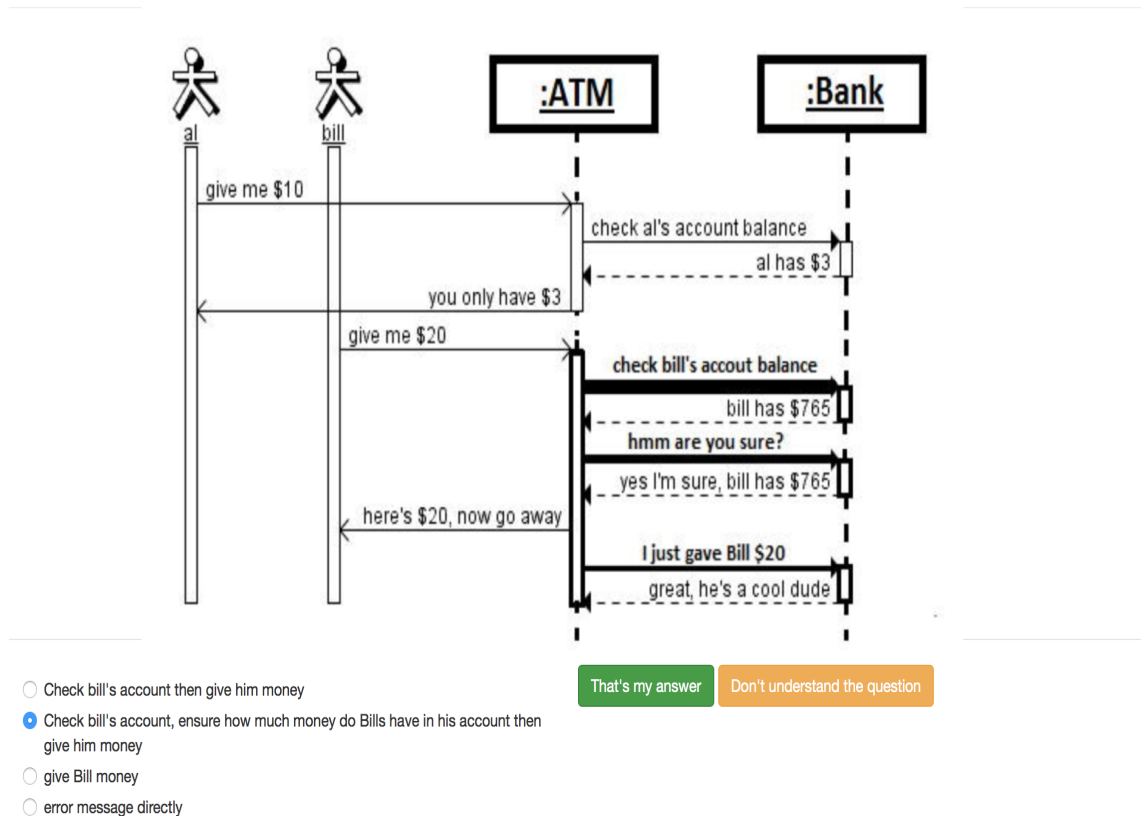 :ATM
:Bank
al
bill
give me $10
check al's account balance
al has $3
you only have $3
give me $20
check bill's accout balance
bill has $765
hmm are you sure?
yes I'm sure, bill has $765
here's $20, now go away
I just gave Bill $20
great, he's a cool dude
Check bill's account then give him money
Check bill's account, ensure how much money do Bills have in his account then
give him money
give Bill money
error message directly
That's my answer
Don't understand the question